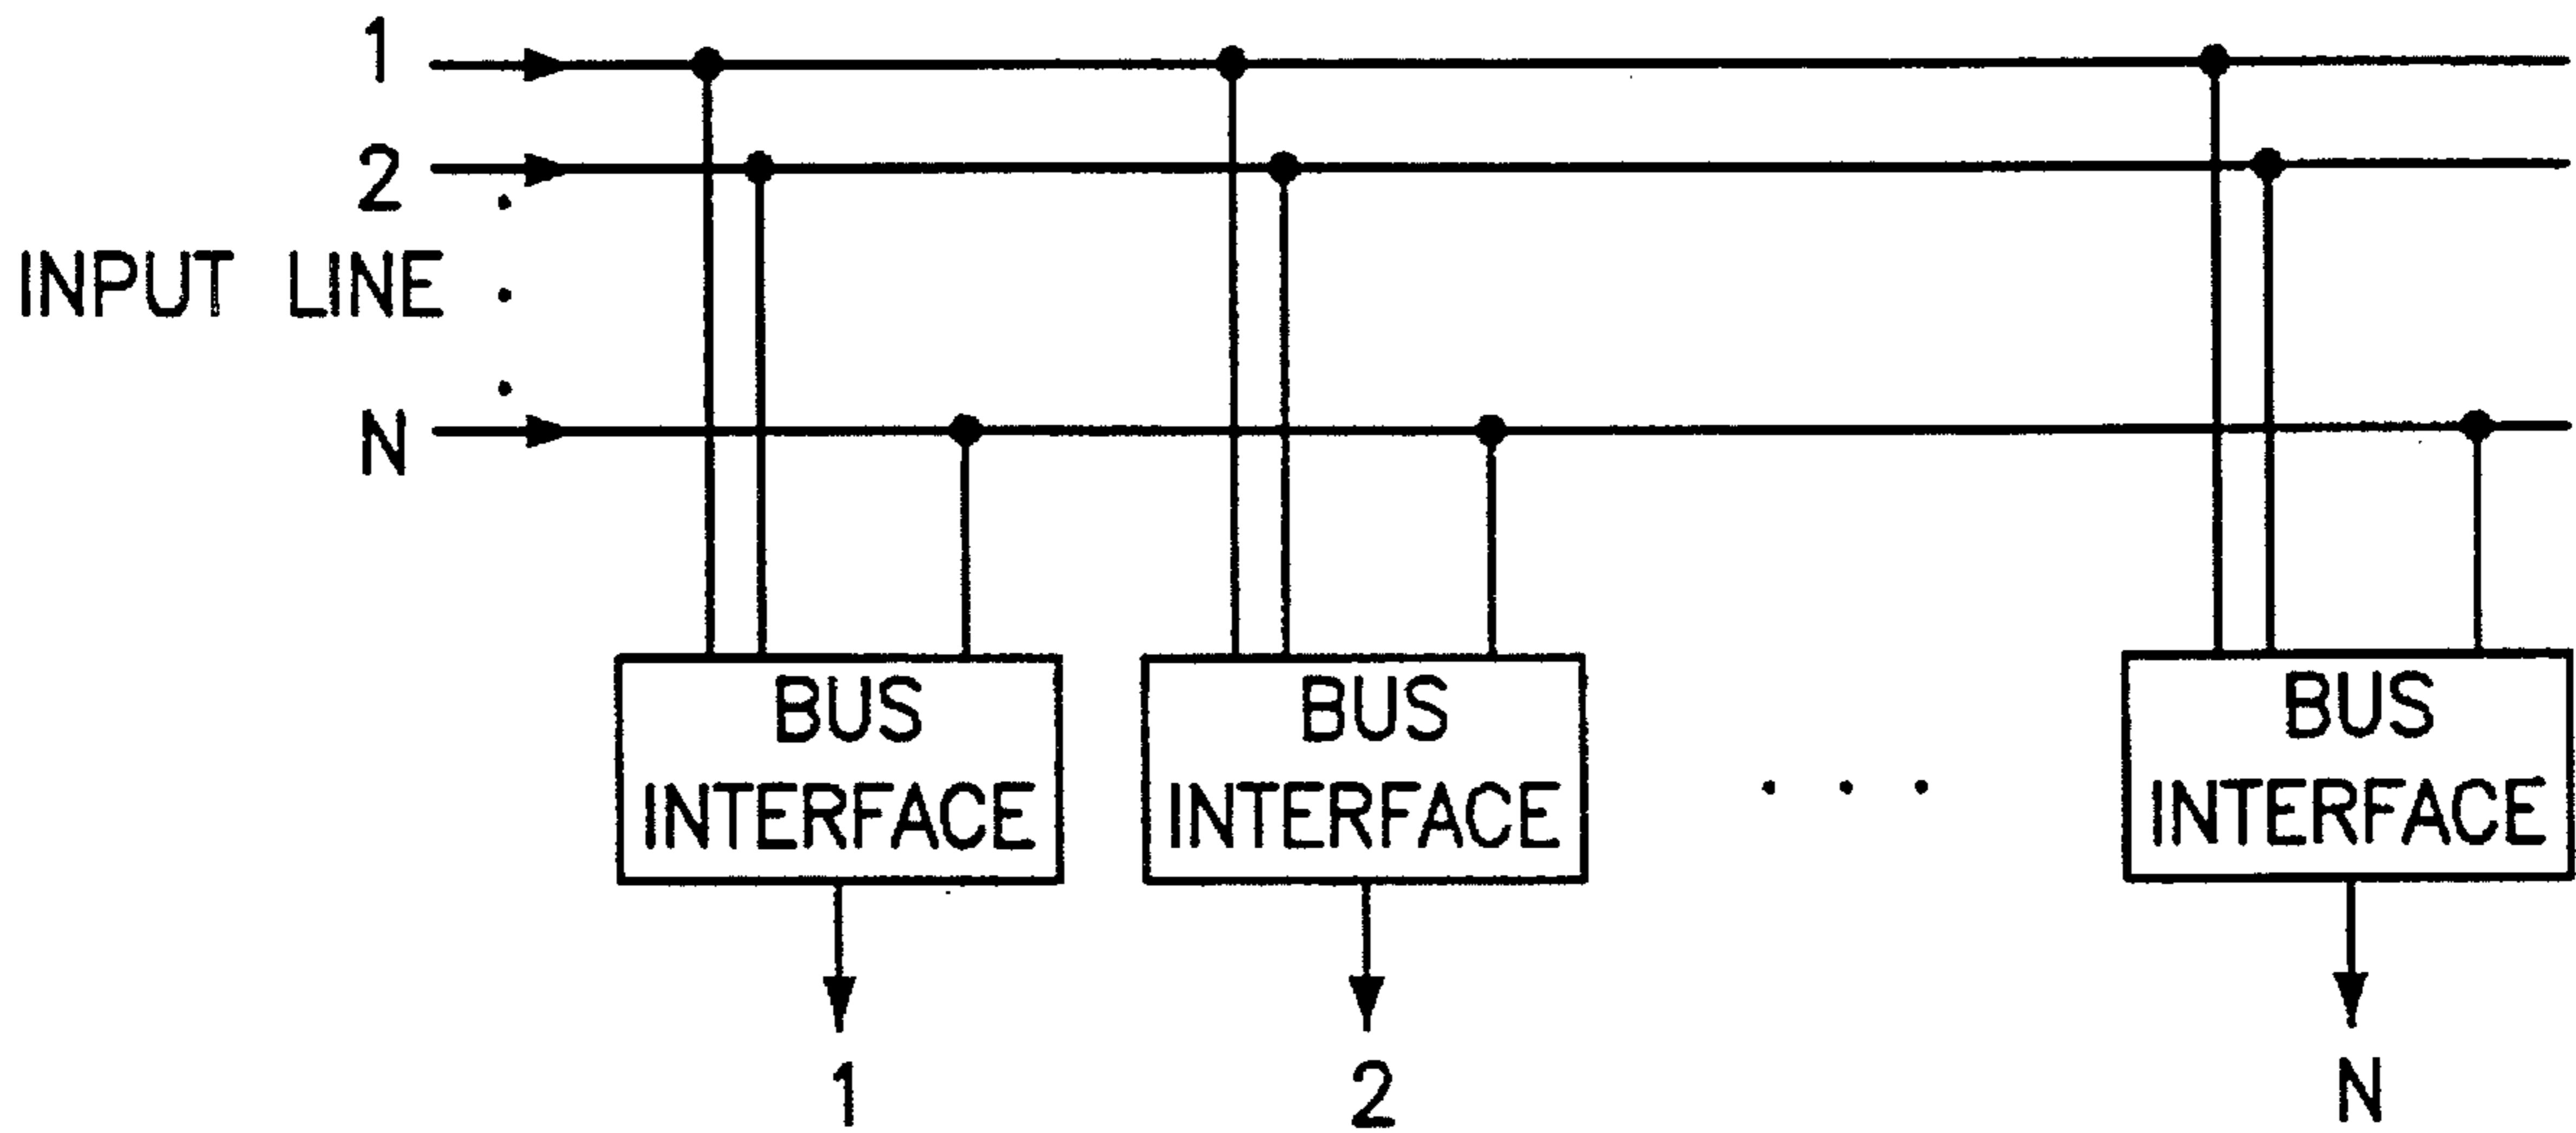 1
2
INPUT LINE
N
BUS INTERFACE
BUS INTERFACE
BUS INTERFACE
1
2
N